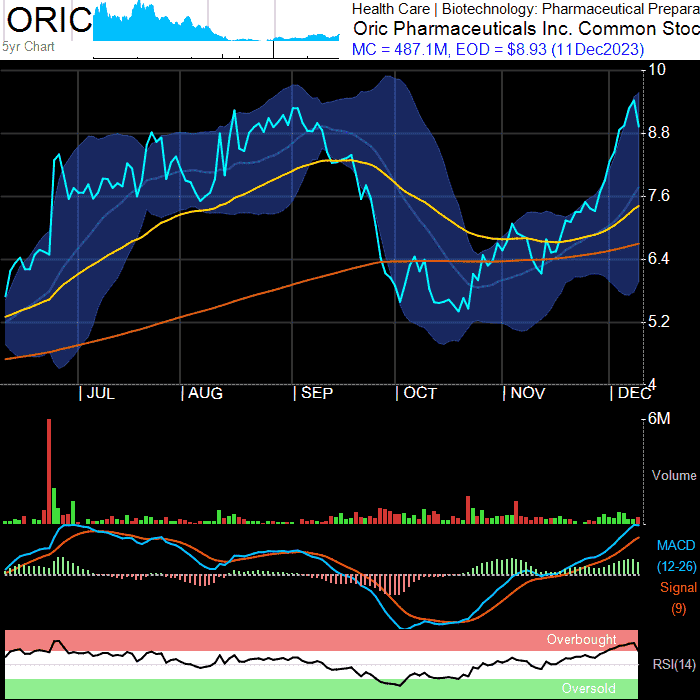 ORIC
5yr Chart
Health Care | Biotechnology: Pharmaceutical Prepara
Oric Pharmaceuticals Inc. Common Stoc
MC = 487.1M, EOD = $8.93 (11Dec2023)
10
8.8
7.6
6.4
5.2
4
| JUL | AUG | SEP | OCT | NOV | DEC
6M
Volume
MACD
(12-26)
Signal
(9)
Overbought
RSI(14)
Oversold